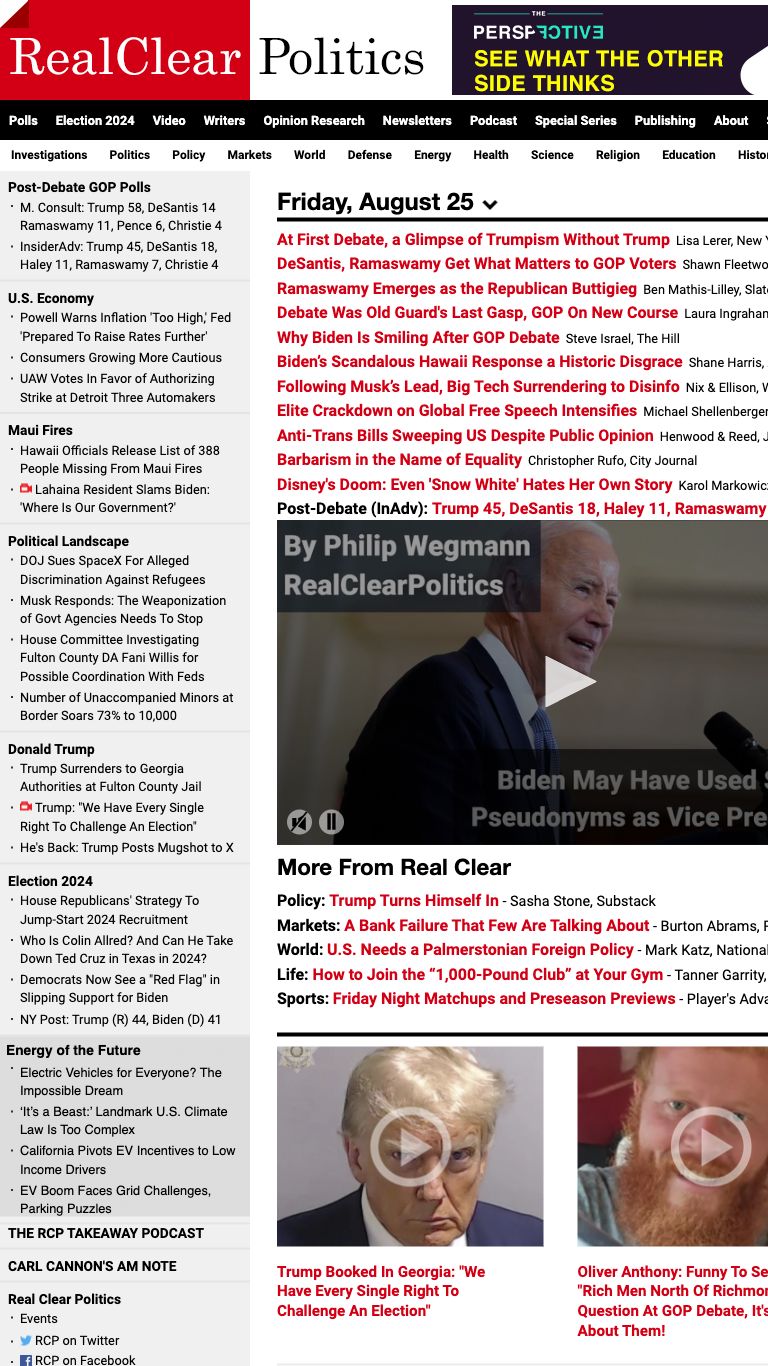 RealClear Politics
THE
PERSPECTIVE
SEE WHAT THE OTHER
SIDE THINKS
Polls Election 2024 Video Writers Opinion Research Newsletters Podcast Special Series Publishing About
Investigations Politics Policy Markets World Defense Energy Health Science Religion Education Histor
Post-Debate GOP Polls
· M. Consult: Trump 58, DeSantis 14
Ramaswamy 11, Pence 6, Christie 4
· InsiderAdv: Trump 45, DeSantis 18,
Haley 11, Ramaswamy 7, Christie 4
U.S. Economy
· Powell Warns Inflation 'Too High,' Fed
'Prepared To Raise Rates Further'
· Consumers Growing More Cautious
· UAW Votes In Favor of Authorizing
Strike at Detroit Three Automakers
Maui Fires
· Hawaii Officials Release List of 388
People Missing From Maui Fires
· Lahaina Resident Slams Biden:
'Where Is Our Government?'
Political Landscape
· DOJ Sues SpaceX For Alleged
Discrimination Against Refugees
· Musk Responds: The Weaponization
of Govt Agencies Needs To Stop
· House Committee Investigating
Fulton County DA Fani Willis for
Possible Coordination With Feds
· Number of Unaccompanied Minors at
Border Soars 73% to 10,000
Donald Trump
· Trump Surrenders to Georgia
Authorities at Fulton County Jail
· Trump: "We Have Every Single
Right To Challenge An Election"
· He's Back: Trump Posts Mugshot to X
Election 2024
· House Republicans' Strategy To
Jump-Start 2024 Recruitment
· Who Is Colin Allred? And Can He Take
Down Ted Cruz in Texas in 2024?
· Democrats Now See a "Red Flag" in
Slipping Support for Biden
· NY Post: Trump (R) 44, Biden (D) 41
Energy of the Future
· Electric Vehicles for Everyone? The
Impossible Dream
· ‘It’s a Beast:’ Landmark U.S. Climate
Law Is Too Complex
· California Pivots EV Incentives to Low
Income Drivers
· EV Boom Faces Grid Challenges,
Parking Puzzles
THE RCP TAKEAWAY PODCAST
CARL CANNON'S AM NOTE
Real Clear Politics
· Events
· RCP on Twitter
· RCP on Facebook
Friday, August 25
At First Debate, a Glimpse of Trumpism Without Trump Lisa Lerer, New Y
DeSantis, Ramaswamy Get What Matters to GOP Voters Shawn Fleetwo
Ramaswamy Emerges as the Republican Buttigieg Ben Mathis-Lilley, Slat
Debate Was Old Guard's Last Gasp, GOP On New Course Laura Ingraham
Why Biden Is Smiling After GOP Debate Steve Israel, The Hill
Biden’s Scandalous Hawaii Response a Historic Disgrace Shane Harris,
Following Musk’s Lead, Big Tech Surrendering to Disinfo Nix & Ellison, W
Elite Crackdown on Global Free Speech Intensifies Michael Shellenberger
Anti-Trans Bills Sweeping US Despite Public Opinion Henwood & Reed, J
Barbarism in the Name of Equality Christopher Rufo, City Journal
Disney's Doom: Even 'Snow White' Hates Her Own Story Karol Markowicz
Post-Debate (InAdv): Trump 45, DeSantis 18, Haley 11, Ramaswamy
By Philip Wegmann
RealClearPolitics
Biden May Have Used S
Pseudonyms as Vice Pre
More From Real Clear
Policy: Trump Turns Himself In - Sasha Stone, Substack
Markets: A Bank Failure That Few Are Talking About - Burton Abrams, R
World: U.S. Needs a Palmerstonian Foreign Policy - Mark Katz, National
Life: How to Join the “1,000-Pound Club” at Your Gym - Tanner Garrity,
Sports: Friday Night Matchups and Preseason Previews - Player's Adva
Trump Booked In Georgia: "We
Have Every Single Right To
Challenge An Election"
Oliver Anthony: Funny To Se
"Rich Men North Of Richmon
Question At GOP Debate, It's
About Them!